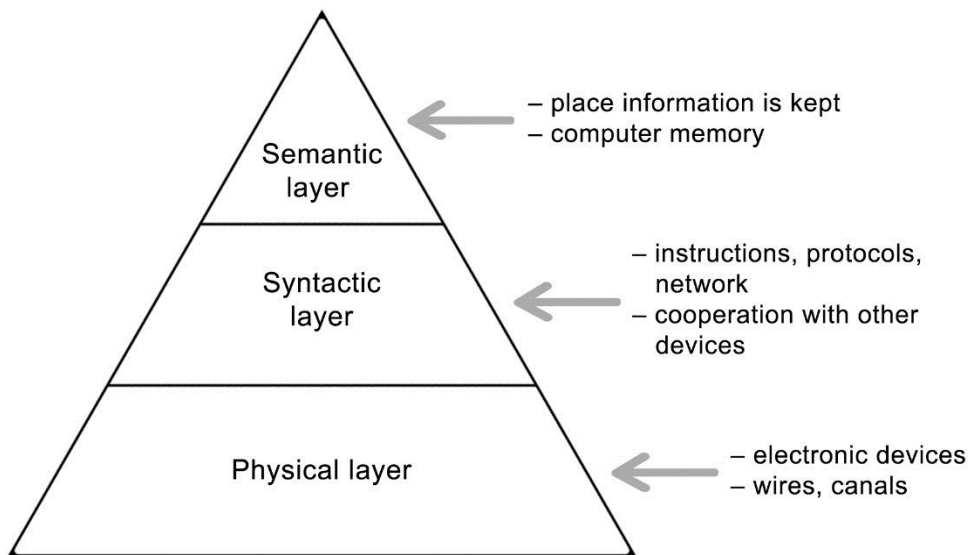 – place information is kept
– computer memory
Semantic
layer
– instructions, protocols,
network
– cooperation with other
devices
Syntactic
layer
Physical layer
– electronic devices
– wires, canals